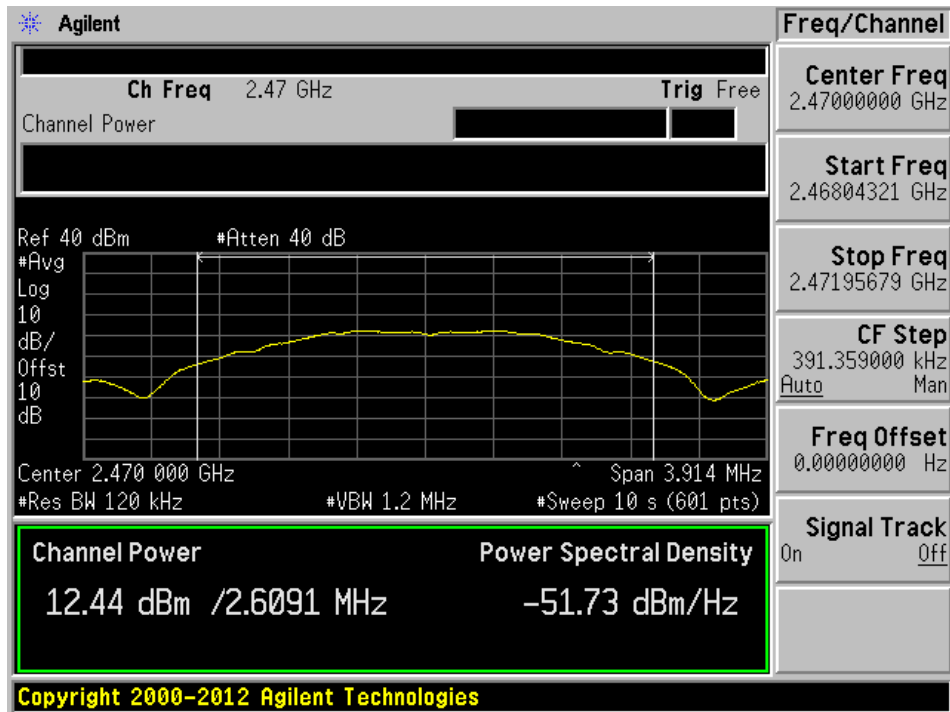 Agilent
Freq/Channel
Ch Freq 2.47 GHz Trig Free
Channel Power
Ref 40 dBm #Atten 40 dB
#Avg
Log
10
dB/
Offst
10
dB
Center 2.470 000 GHz Span 3.914 MHz
#Res BW 120 kHz #VBW 1.2 MHz #Sweep 10 s (601 pts)
Channel Power Power Spectral Density
12.44 dBm /2.6091 MHz -51.73 dBm/Hz
Copyright 2000-2012 Agilent Technologies
Center Freq
2.47000000 GHz
Start Freq
2.46804321 GHz
Stop Freq
2.47195679 GHz
CF Step
391.359000 kHz
Auto Man
Freq Offset
0.00000000 Hz
Signal Track
On Off